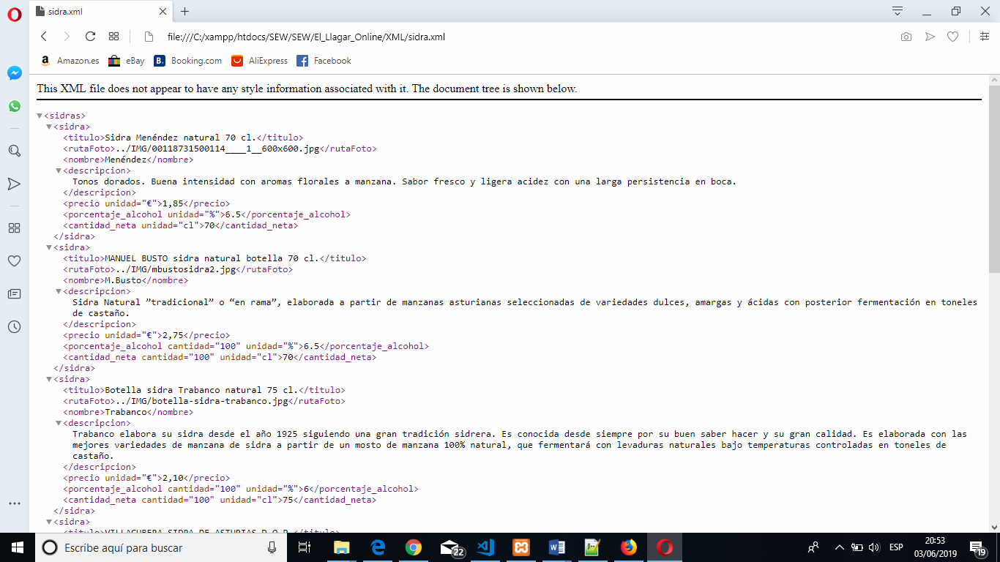 sidra.xml
file:///C:/xampp/htdocs/SEW/SEW/El_Llagar_Online/XML/sidra.xml
a Amazon.es eBay B. Booking.com AliExpress Facebook
This XML file does not appear to have any style information associated with it. The document tree is shown below.
▼<sidras>
▼<sidra>
<titulo>Sidra Menéndez natural 70 cl.</titulo>
<rutaFoto>../IMG/00118731500114____1__600x600.jpg</rutaFoto>
<nombre>Menéndez</nombre>
▼<descripcion>
Tonos dorados. Buena intensidad con aromas florales a manzana. Sabor fresco y ligera acidez con una larga persistencia en boca.
</descripcion>
<precio unidad="€">1,85</precio>
<porcentaje_alcohol unidad="%">6.5</porcentaje_alcohol>
<cantidad_neta unidad="cl">70</cantidad_neta>
</sidra>
▼<sidra>
<titulo>MANUEL BUSTO sidra natural botella 70 cl.</titulo>
<rutaFoto>../IMG/mbustosidra2.jpg</rutaFoto>
<nombre>M.Busto</nombre>
▼<descripcion>
Sidra Natural ”tradicional” o “en rama”, elaborada a partir de manzanas asturianas seleccionadas de variedades dulces, amargas y ácidas con posterior fermentación en toneles
de castaño.
</descripcion>
<precio unidad="€">2,75</precio>
<porcentaje_alcohol cantidad="100" unidad="%">6.5</porcentaje_alcohol>
<cantidad_neta cantidad="100" unidad="cl">70</cantidad_neta>
</sidra>
▼<sidra>
<titulo>Botella sidra Trabanco natural 75 cl.</titulo>
<rutaFoto>../IMG/botella-sidra-trabanco.jpg</rutaFoto>
<nombre>Trabanco</nombre>
▼<descripcion>
Trabanco elabora su sidra desde el año 1925 siguiendo una gran tradición sidrera. Es conocida desde siempre por su buen saber hacer y su gran calidad. Es elaborada con las
mejores variedades de manzana de sidra a partir de un mosto de manzana 100% natural, que fermentará con levaduras naturales bajo temperaturas controladas en toneles de
castaño.
</descripcion>
<precio unidad="€">2,10</precio>
<porcentaje_alcohol cantidad="100" unidad="%">6</porcentaje_alcohol>
<cantidad_neta cantidad="100" unidad="cl">75</cantidad_neta>
</sidra>
▼<sidra>
<titulo>VILLACUBERA SIDRA DE ASTURIAS D.O.P.</titulo>
Escribe aquí para buscar
22
ESP
20:53
03/06/2019
19